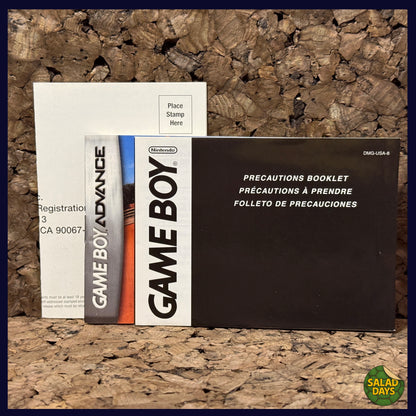 Place
Stamp
Here
Registration
3
CA 90067-
GAME BOY ADVANCE
Nintendo®
GAME BOY®
DMG-USA-8
PRECAUTIONS BOOKLET
PRÉCAUTIONS À PRENDRE
FOLLETO DE PRECAUCIONES
SALAD
DAYS